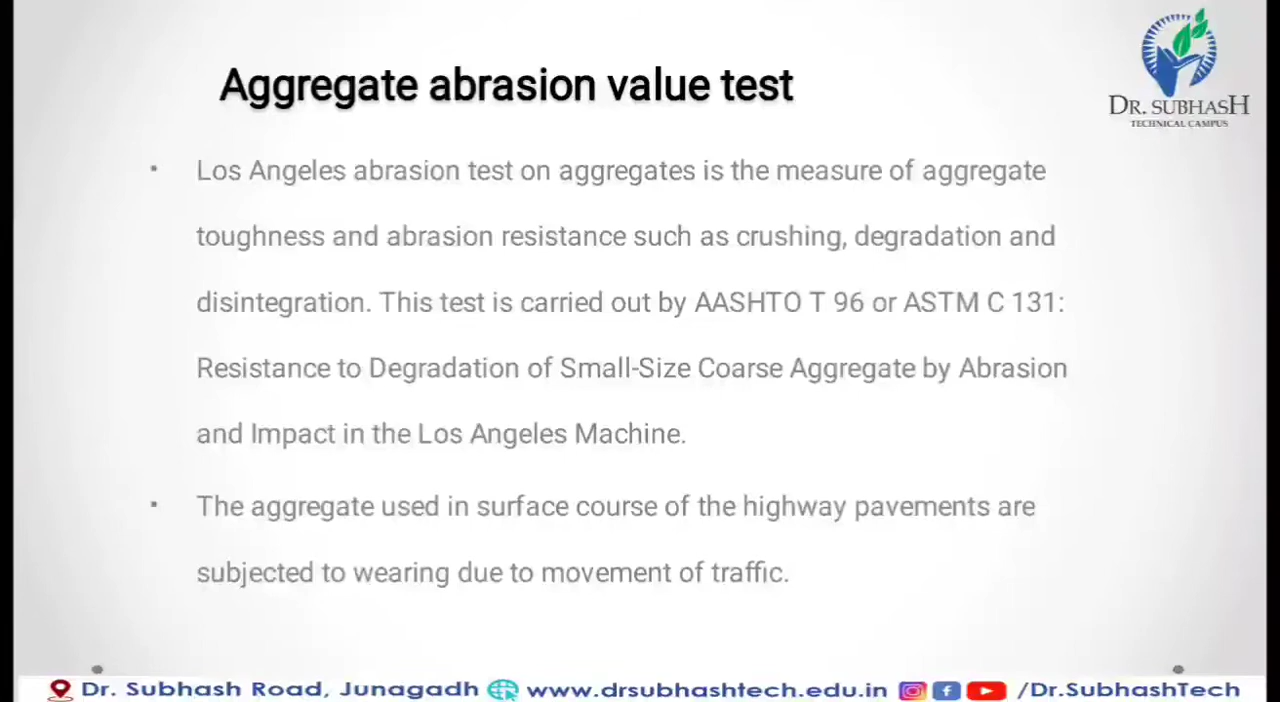 Aggregate abrasion value test
DR. SUBHASH
TECHNICAL CAMPUS
• Los Angeles abrasion test on aggregates is the measure of aggregate
toughness and abrasion resistance such as crushing, degradation and
disintegration. This test is carried out by AASHTO T 96 or ASTM C 131:
Resistance to Degradation of Small-Size Coarse Aggregate by Abrasion
and Impact in the Los Angeles Machine.
• The aggregate used in surface course of the highway pavements are
subjected to wearing due to movement of traffic.
Dr. Subhash Road, Junagadh www.drsubhashtech.edu.in /Dr.SubhashTech